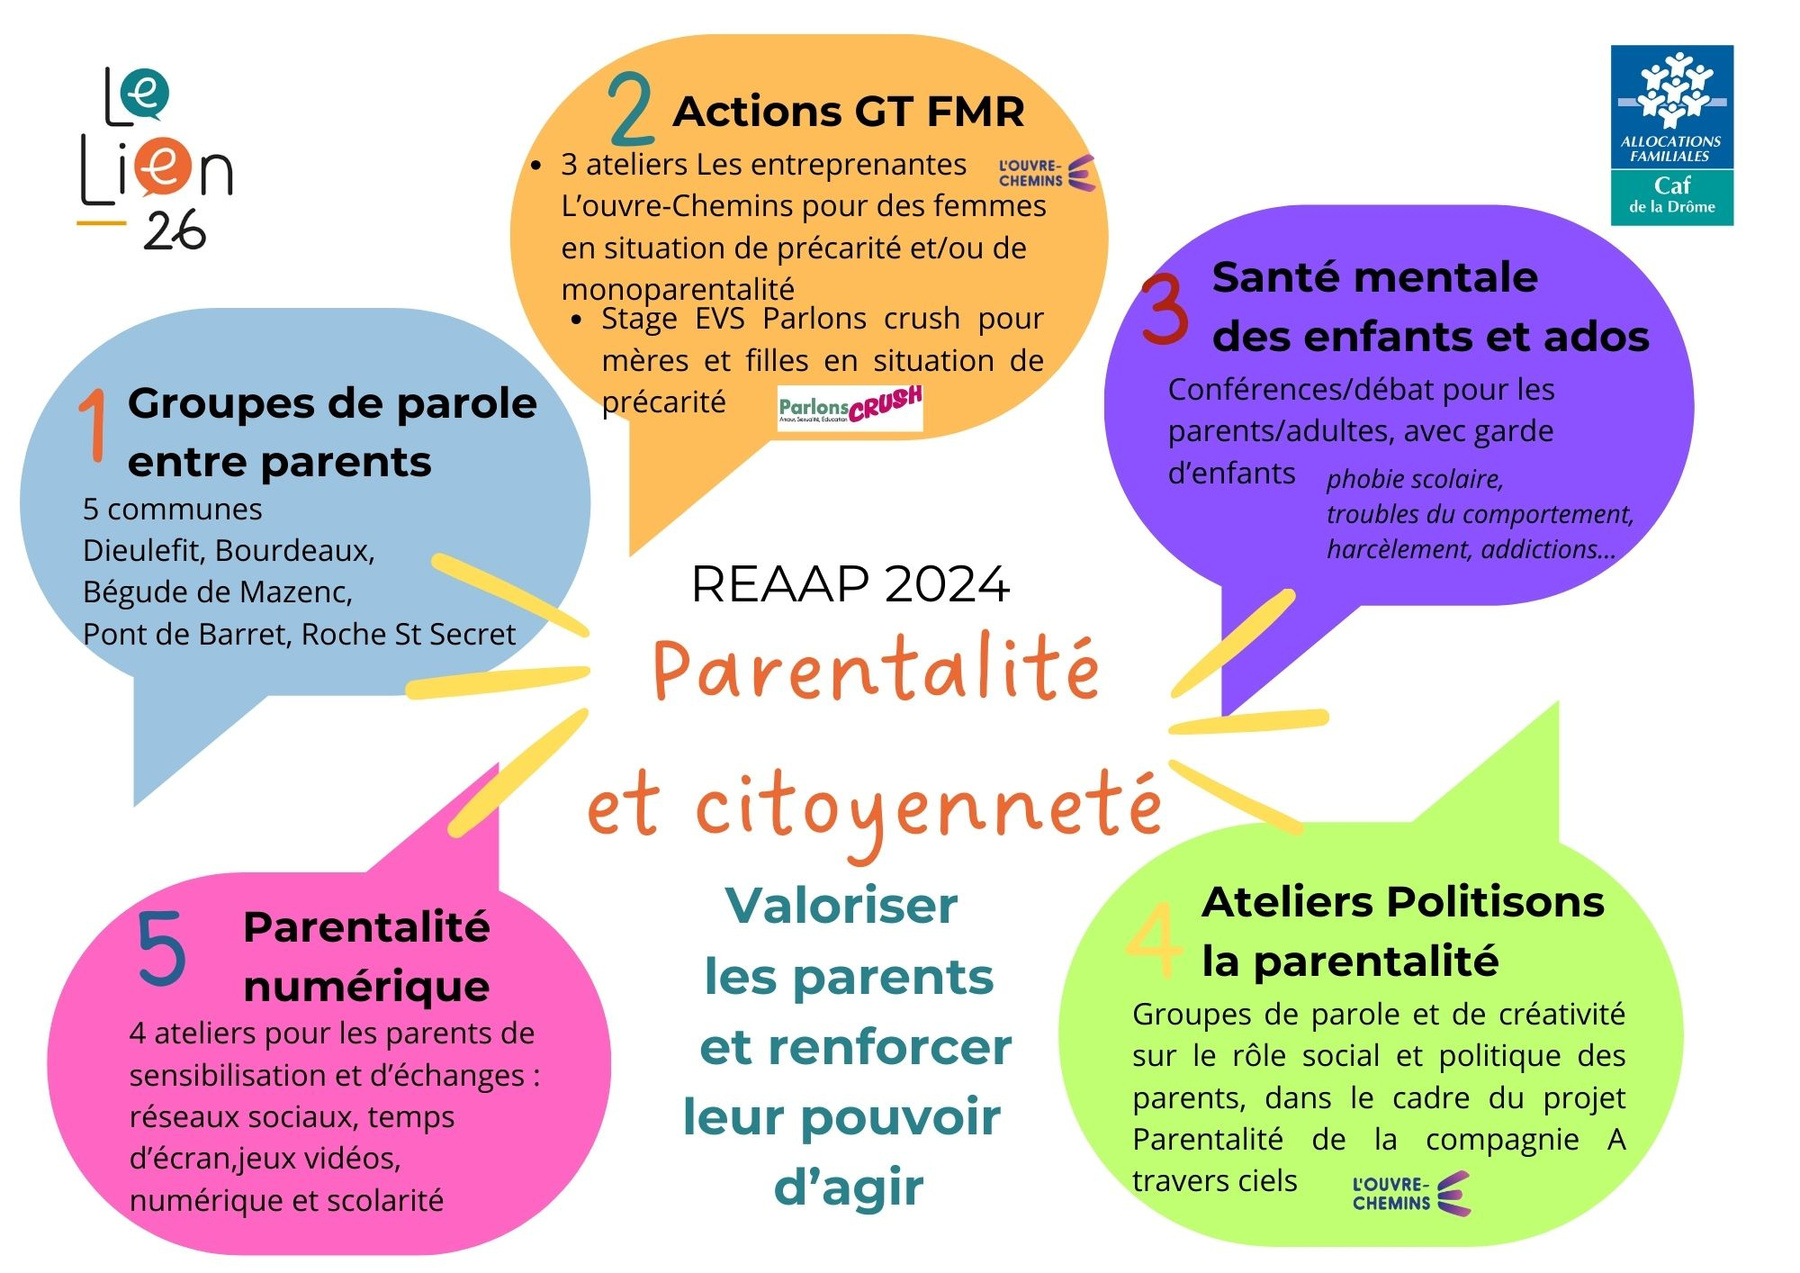 Le
Lien
26
2 Actions GT FMR
• 3 ateliers Les entreprenantes
L'OUVRE-
CHEMINS
L’ouvre-Chemins pour des femmes
en situation de précarité et/ou de
monoparentalité
• Stage EVS Parlons crush pour
mères et filles en situation de
précarité
Parlons CRUSH
Amour, Sexualité, Éducation
ALLOCATIONS
FAMILIALES
Caf
de la Drôme
3 Santé mentale
des enfants et ados
Conférences/débat pour les
parents/adultes, avec garde
d’enfants
phobie scolaire,
troubles du comportement,
harcèlement, addictions...
1 Groupes de parole
entre parents
5 communes
Dieulefit, Bourdeaux,
Bégude de Mazenc,
Pont de Barret, Roche St Secret
REAAP 2024
Parentalité
et citoyenneté
Valoriser
les parents
et renforcer
leur pouvoir
d’agir
5 Parentalité
numérique
4 ateliers pour les parents de
sensibilisation et d’échanges :
réseaux sociaux, temps
d’écran,jeux vidéos,
numérique et scolarité
4 Ateliers Politisons
la parentalité
Groupes de parole et de créativité
sur le rôle social et politique des
parents, dans le cadre du projet
Parentalité de la compagnie A
travers ciels
L'OUVRE-
CHEMINS